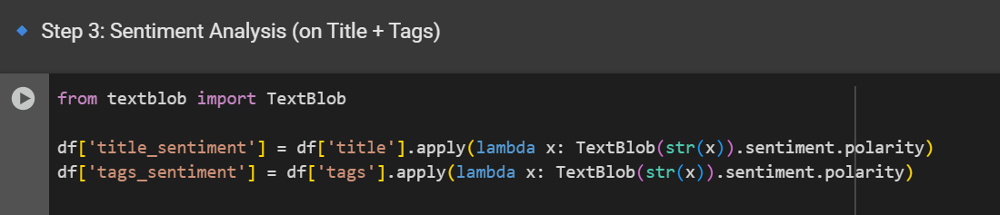 Step 3: Sentiment Analysis (on Title + Tags)
from textblob import TextBlob
df['title_sentiment'] = df['title'].apply(lambda x: TextBlob(str(x)).sentiment.polarity)
df['tags_sentiment'] = df['tags'].apply(lambda x: TextBlob(str(x)).sentiment.polarity)